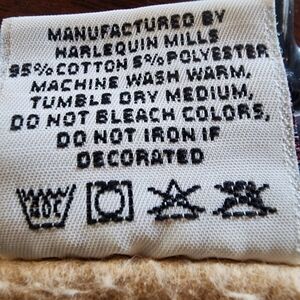 MANUFACTURED BY
HARLEQUIN MILLS
95% COTTON 5% POLYESTER
MACHINE WASH WARM,
TUMBLE DRY MEDIUM,
DO NOT BLEACH COLORS,
DO NOT IRON IF
DECORATED